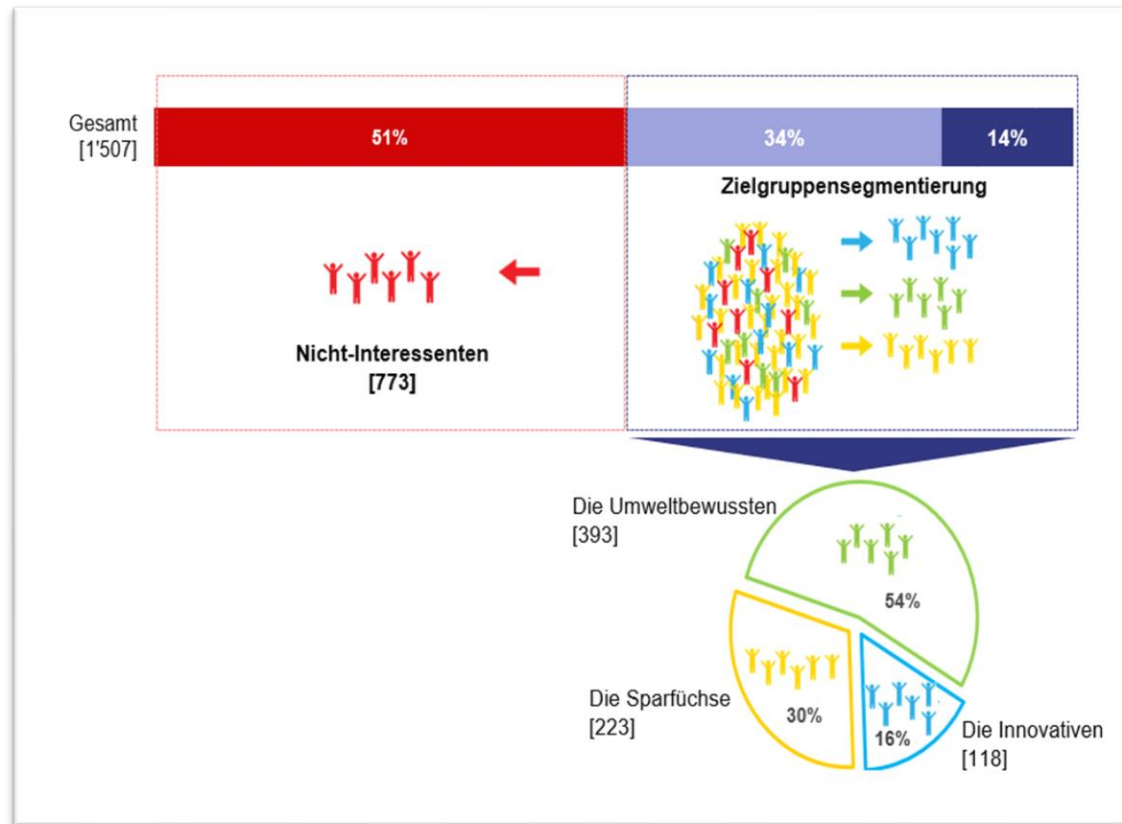 Gesamt
[1'507]
51%
34%
14%
Zielgruppensegmentierung
Nicht-Interessenten
[773]
Die Umweltbewussten
[393]
54%
Die Sparfüchse
[223]
30%
16%
Die Innovativen
[118]